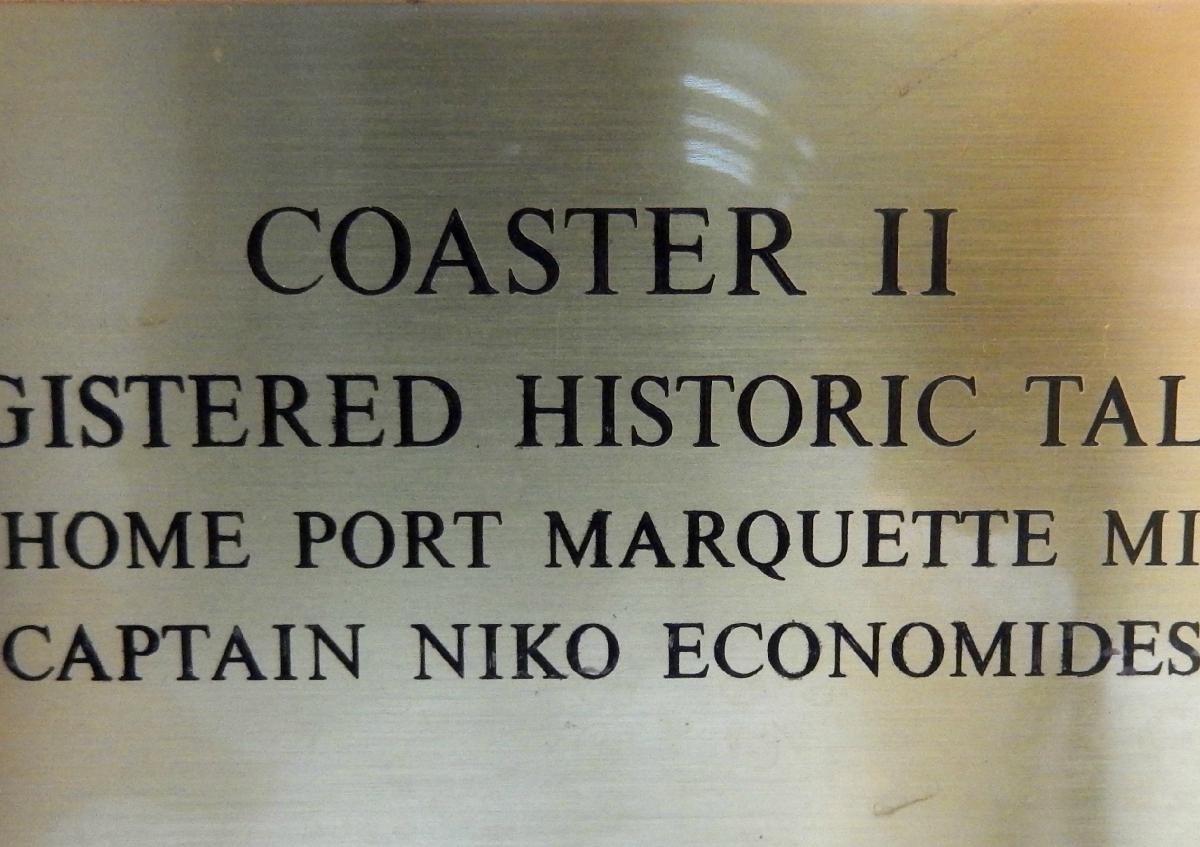 COASTER II
GISTERED HISTORIC TAL
HOME PORT MARQUETTE MI
CAPTAIN NIKO ECONOMIDES